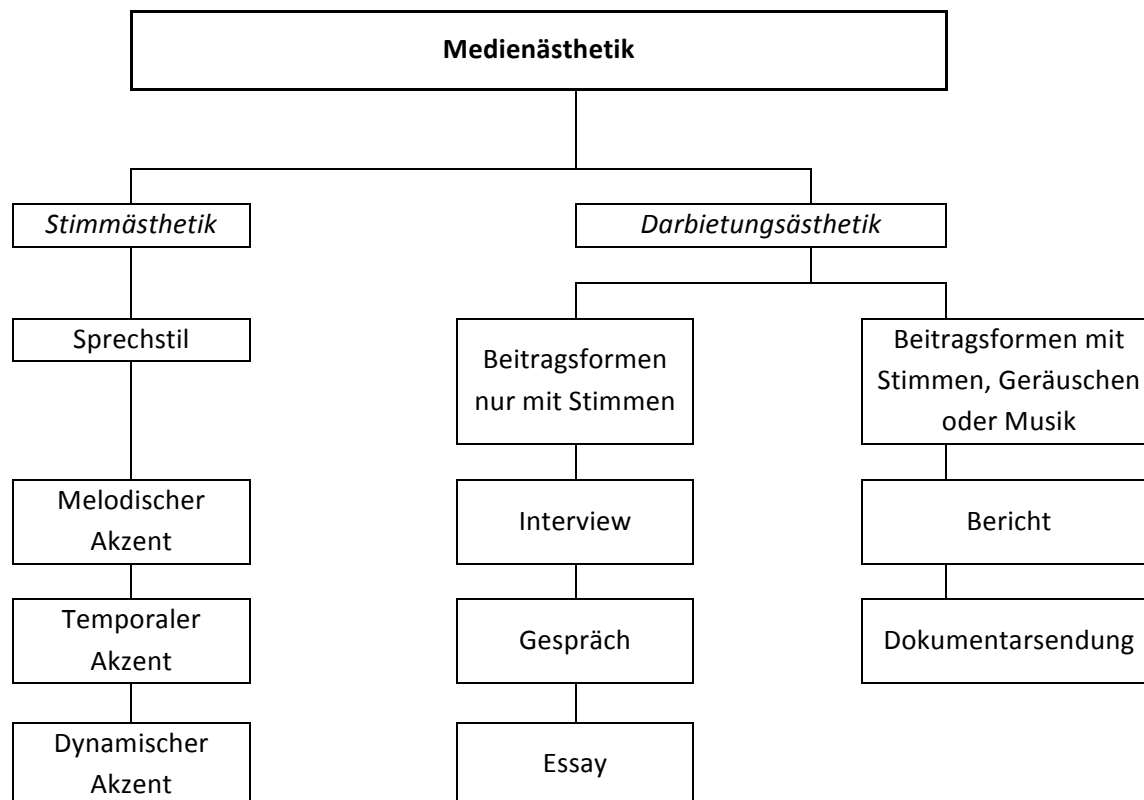 Medienästhetik
Stimmästhetik
Darbietungsästhetik
Sprechstil
Beitragsformen
nur mit Stimmen
Beitragsformen mit
Stimmen, Geräuschen
oder Musik
Melodischer
Akzent
Interview
Bericht
Temporaler
Akzent
Gespräch
Dokumentarsendung
Dynamischer
Akzent
Essay